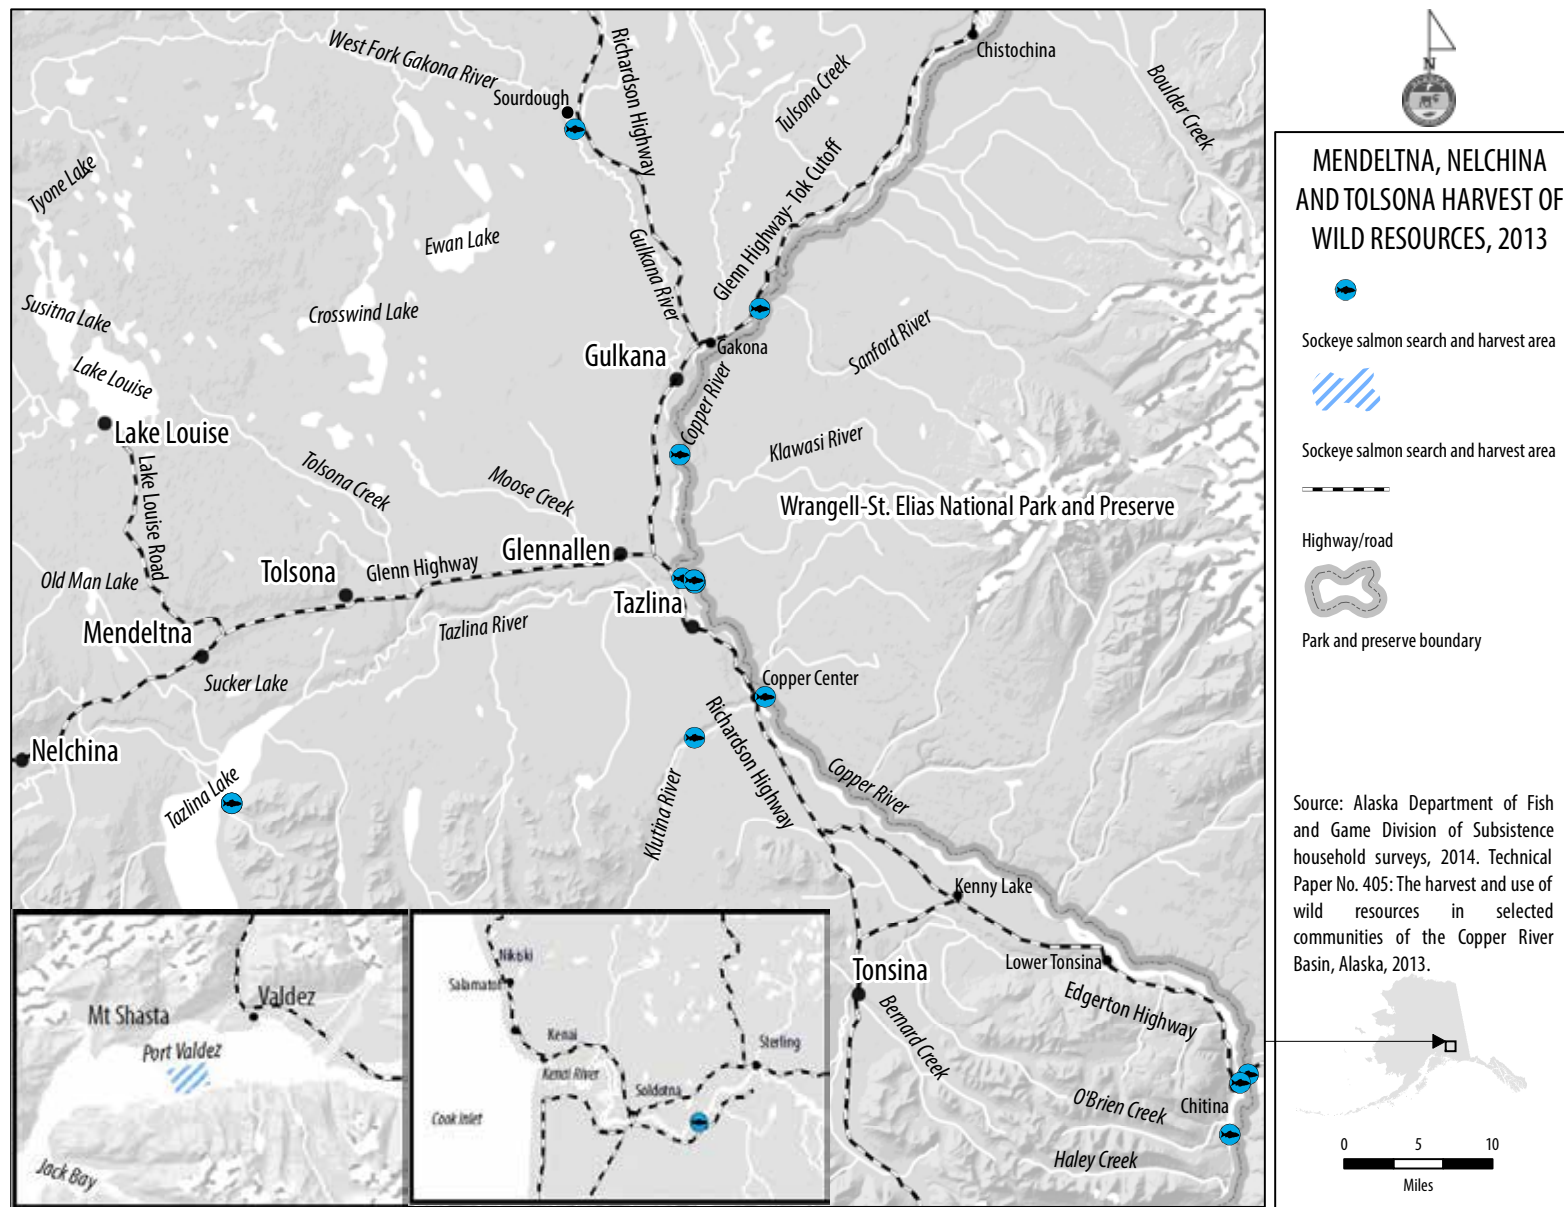 West Fork Gakona River
Richardson Highway
Chistochina
Sourdough
Tulsona Creek
Boulder Creek
Tyone Lake
Ewan Lake
Gulkana River
Glenn Highway- Tok Cutoff
Susitna Lake
Crosswind Lake
Sanford River
Gakona
Gulkana
Lake Louise
Copper River
Lake Louise
Klawasi River
Lake Louise Road
Tolsona Creek
Moose Creek
Wrangell-St. Elias National Park and Preserve
Glennallen
Old Man Lake
Tolsona
Glenn Highway
Tazlina
Mendeltna
Tazlina River
Sucker Lake
Copper Center
Nelchina
Richardson Highway
Tazlina Lake
Klutina River
Copper River
Kenny Lake
Lower Tonsina
Tonsina
Edgerton Highway
Bernard Creek
O'Brien Creek
Chitina
Haley Creek
Valdez
Mt Shasta
Port Valdez
Jack Bay
Nikiski
Salamatof
Kenai
Sterling
Kenai River
Soldotna
Cook Inlet
N
MENDELTNA, NELCHINA
AND TOLSONA HARVEST OF
WILD RESOURCES, 2013
Sockeye salmon search and harvest area
Sockeye salmon search and harvest area
Highway/road
Park and preserve boundary
Source: Alaska Department of Fish
and Game Division of Subsistence
household surveys, 2014. Technical
Paper No. 405: The harvest and use of
wild resources in selected
communities of the Copper River
Basin, Alaska, 2013.
0 5 10
Miles